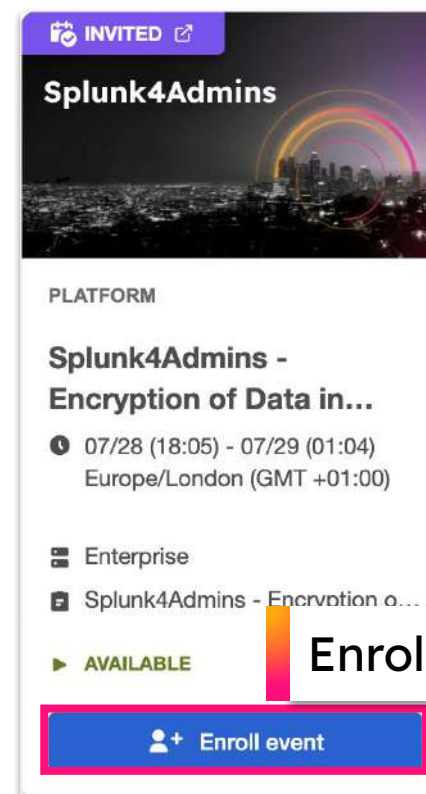 INVITED
Splunk4Admins
PLATFORM
Splunk4Admins -
Encryption of Data in...
07/28 (18:05) - 07/29 (01:04)
Europe/London (GMT +01:00)
Enterprise
Splunk4Admins - Encryption o...
AVAILABLE
Enrol
Enroll event